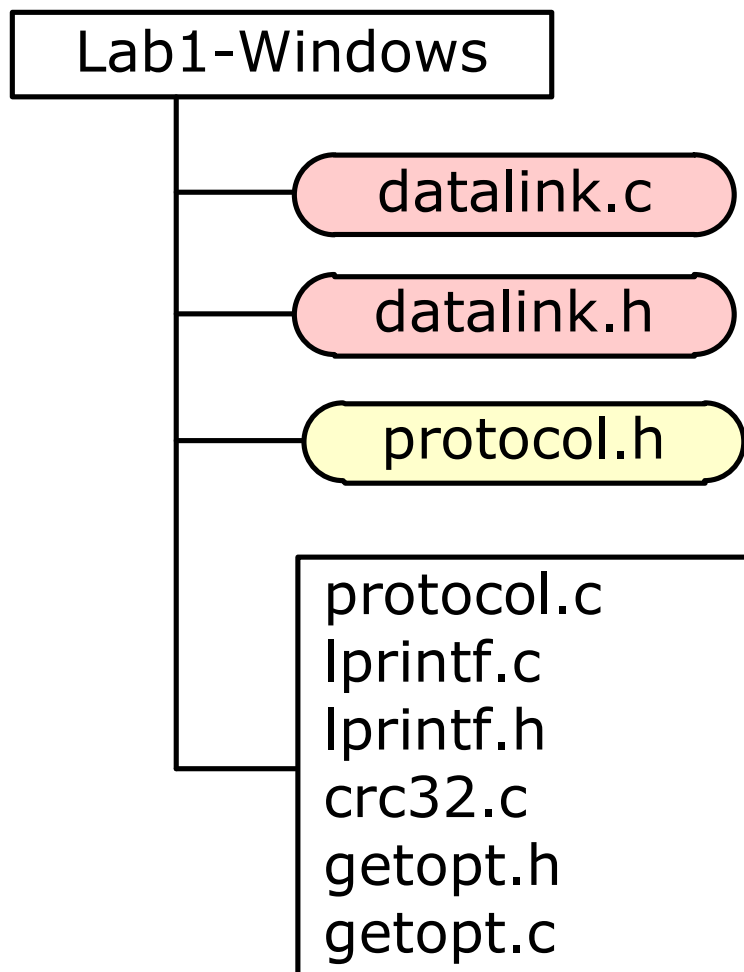 Lab1-Windows
datalink.c
datalink.h
protocol.h
protocol.c
lprintf.c
lprintf.h
crc32.c
getopt.h
getopt.c